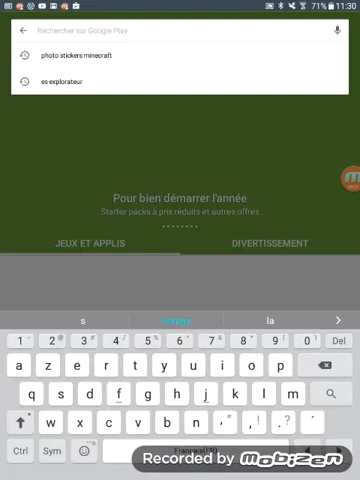 71% 11:30
Rechercher sur Google Play
photo stickers minecraft
es explorateur
Pour bien démarrer l'année
Starter packs à prix réduits et autres offres
JEUX ET APPLIS DIVERTISSEMENT
s la
1 - 2 @ 3 # 4 / 5 % 6 ^ 7 & 8 * 9 ( 0 ) Del
a z e r t y u i o p
q s d f g h j k l m
w x c v b n , " , ! . ? '
Ctrl Sym Français(FR)
Recorded by mobizen